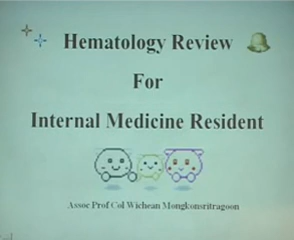 Hematology Review
For
Internal Medicine Resident
Assoc Prof Col Wichean Mongkonsritragoon